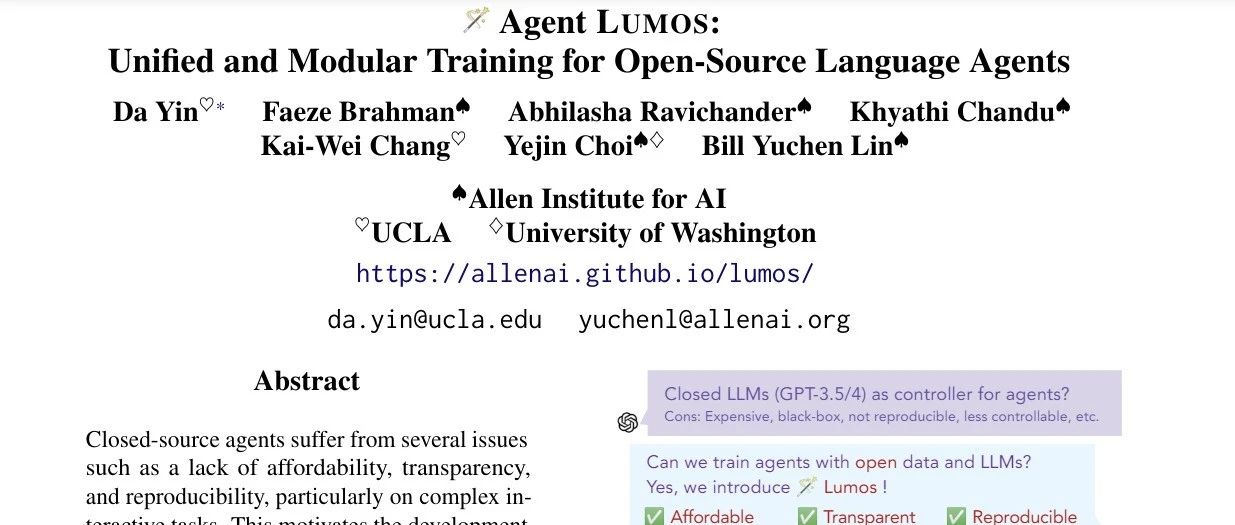 Agent LUMOS:
Unified and Modular Training for Open-Source Language Agents
Da Yin♡* Faeze Brahman♠ Abhilasha Ravichander♠ Khyathi Chandu♠
Kai-Wei Chang♡ Yejin Choi♠♢ Bill Yuchen Lin♠
♠Allen Institute for AI
♡UCLA ♢University of Washington
https://allenai.github.io/lumos/
da.yin@ucla.edu yuchenl@allenai.org
Abstract
Closed-source agents suffer from several issues
such as a lack of affordability, transparency,
and reproducibility, particularly on complex in-
teractive tasks. This motivates the development
Closed LLMs (GPT-3.5/4) as controller for agents?
Cons: Expensive, black-box, not reproducible, less controllable, etc.
Can we train agents with open data and LLMs?
Yes, we introduce Lumos !
✅ Affordable ✅ Transparent ✅ Reproducible